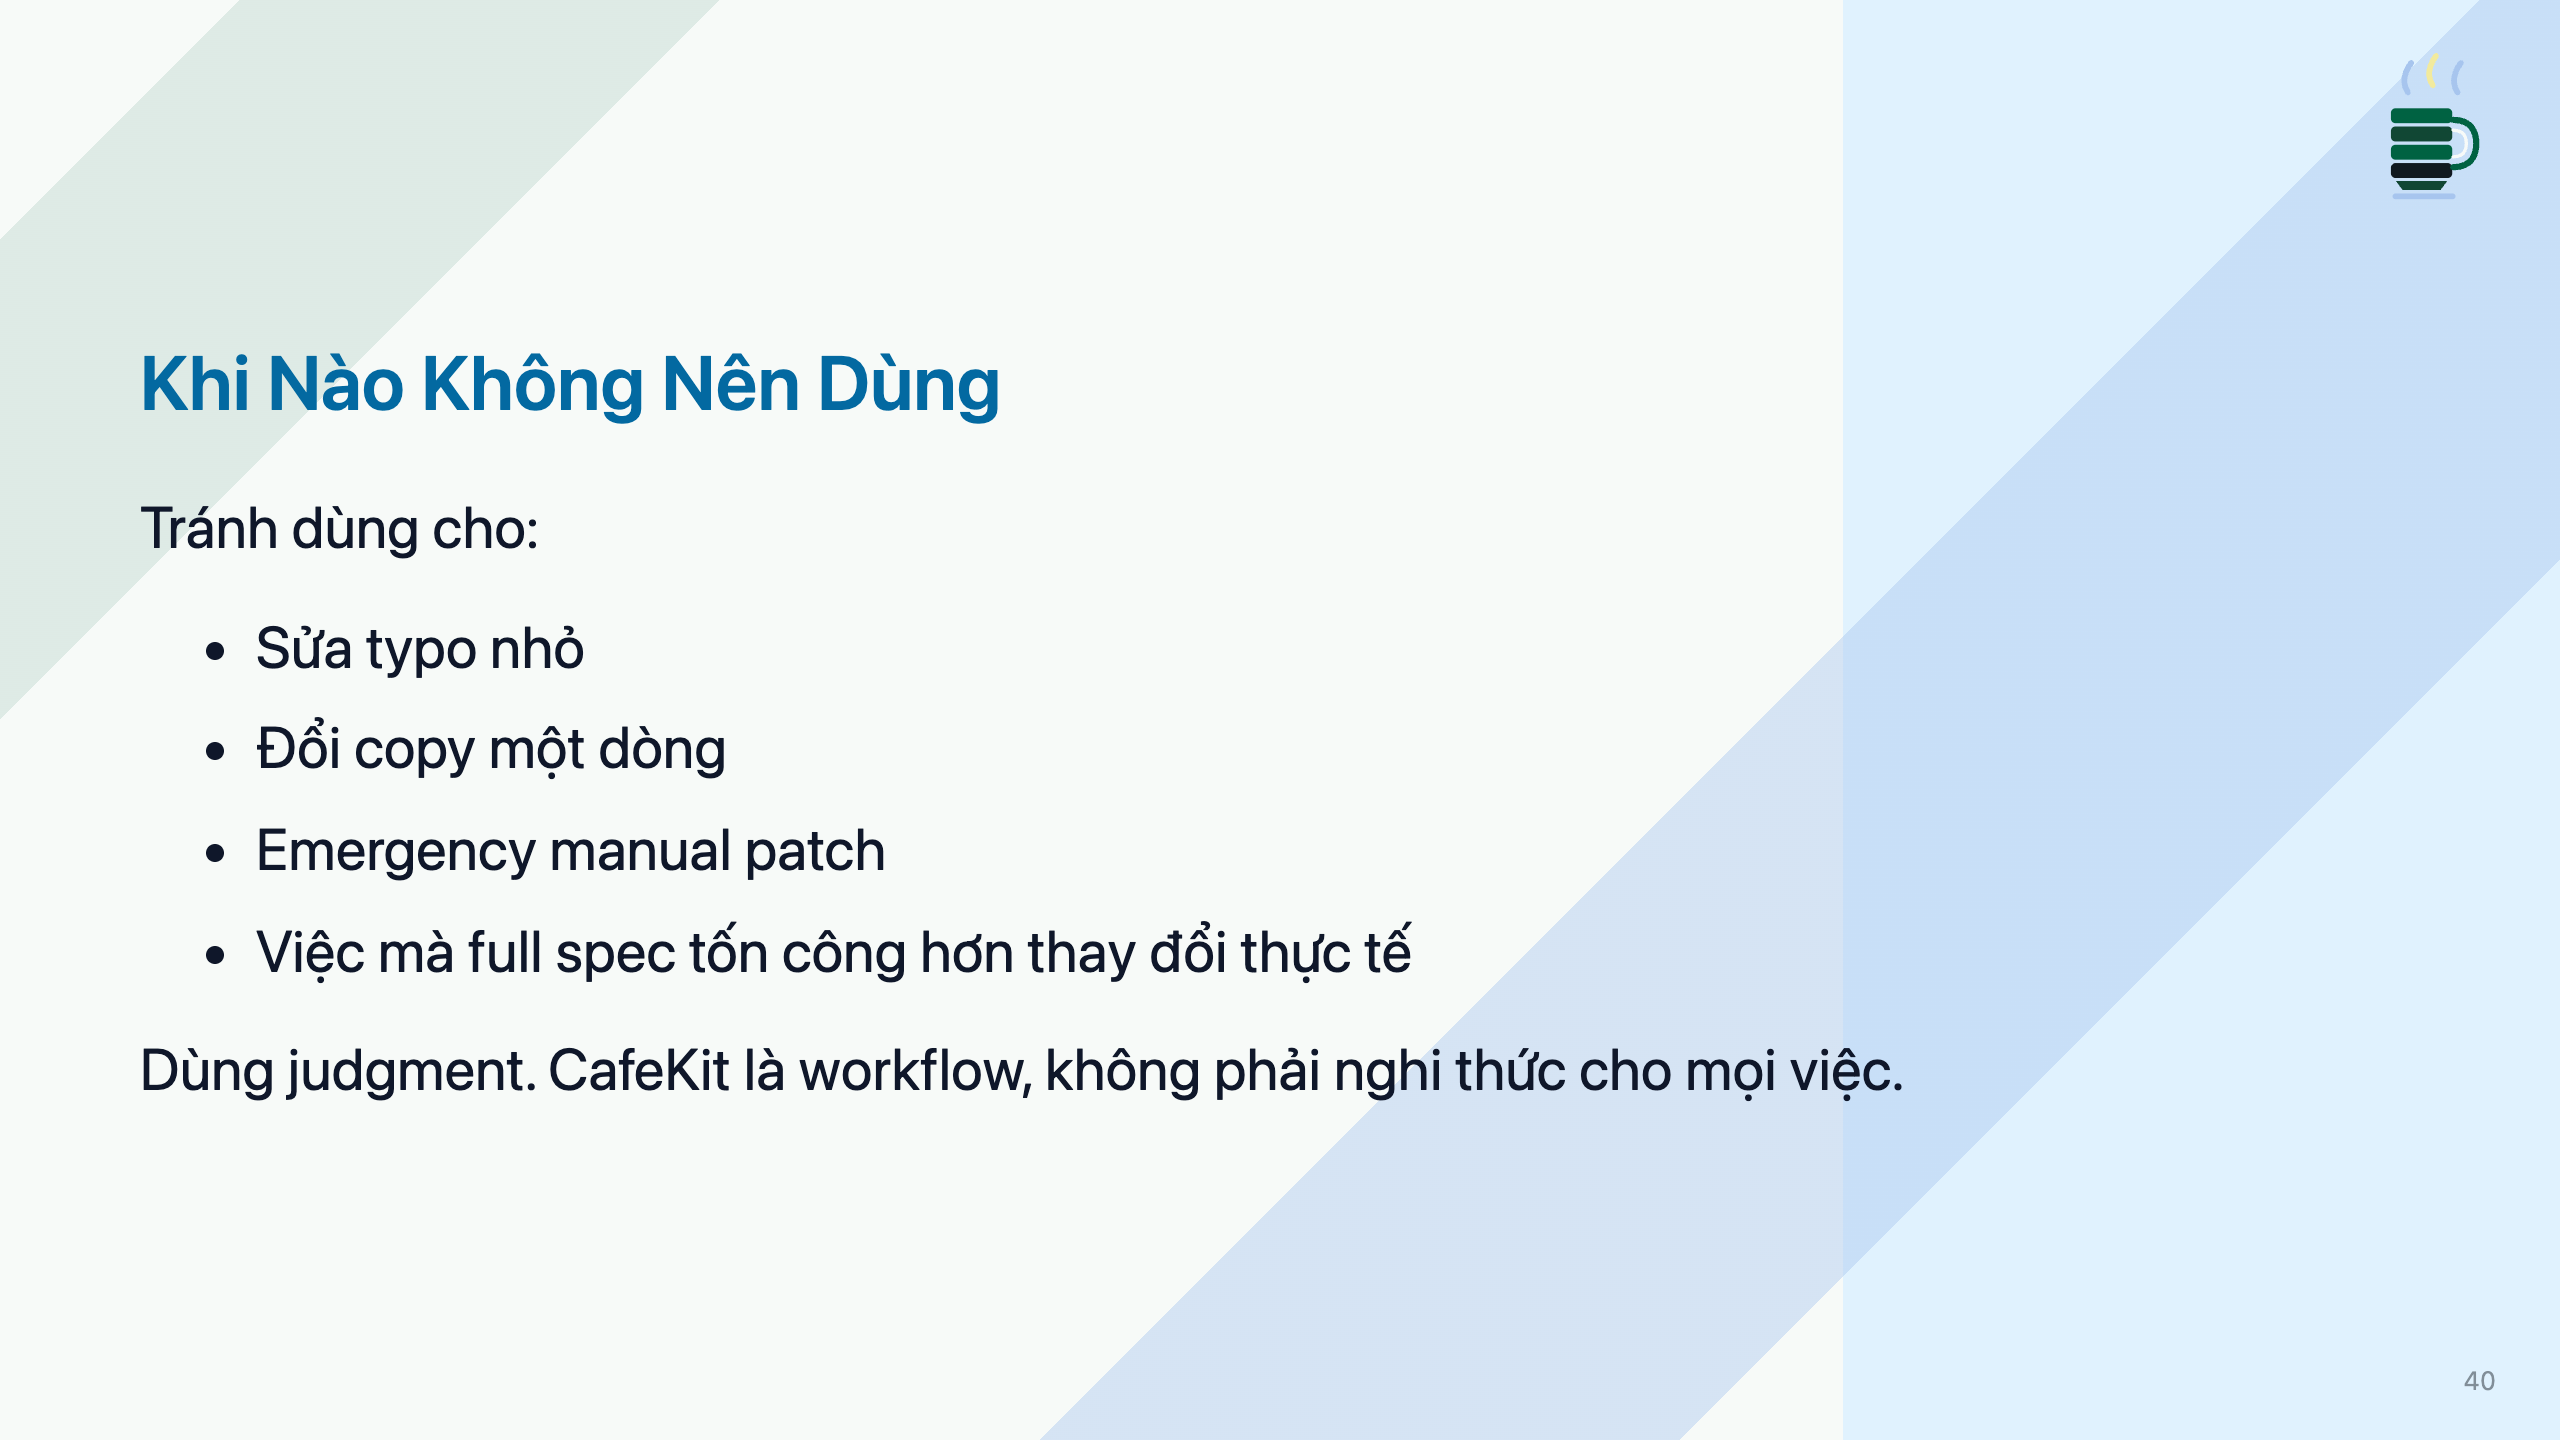 Khi Nào Không Nên Dùng
Tránh dùng cho:
• Sửa typo nhỏ
• Đổi copy một dòng
• Emergency manual patch
• Việc mà full spec tốn công hơn thay đổi thực tế
Dùng judgment. CafeKit là workflow, không phải nghi thức cho mọi việc.
40